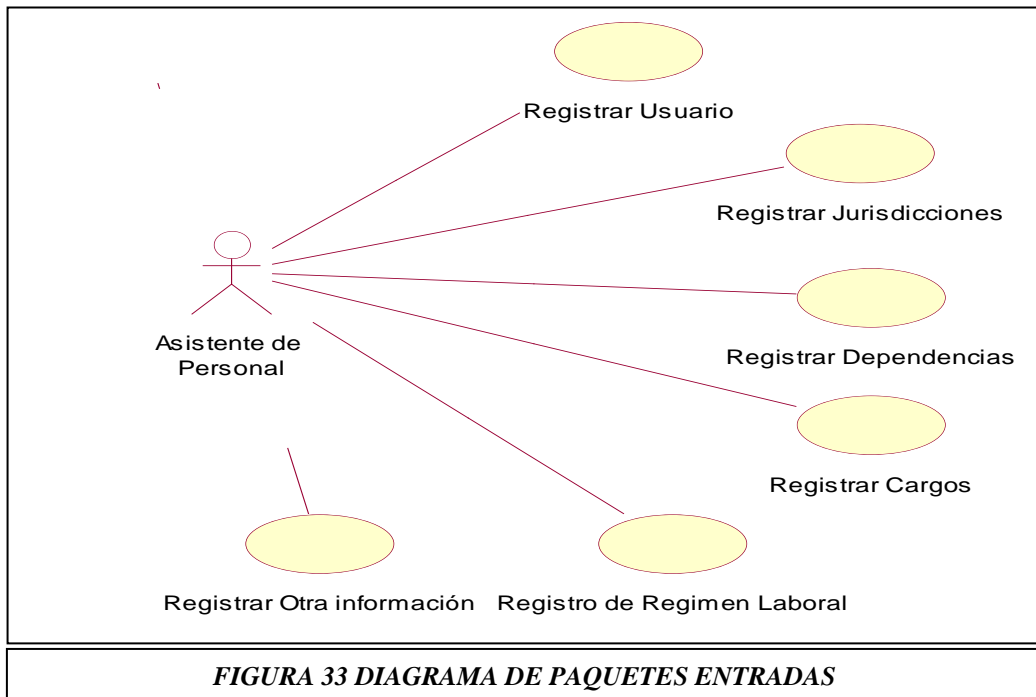 Registrar Usuario
Registrar Jurisdicciones
Asistente de
Personal
Registrar Dependencias
Registrar Cargos
Registrar Otra información
Registro de Regimen Laboral
FIGURA 33 DIAGRAMA DE PAQUETES ENTRADAS